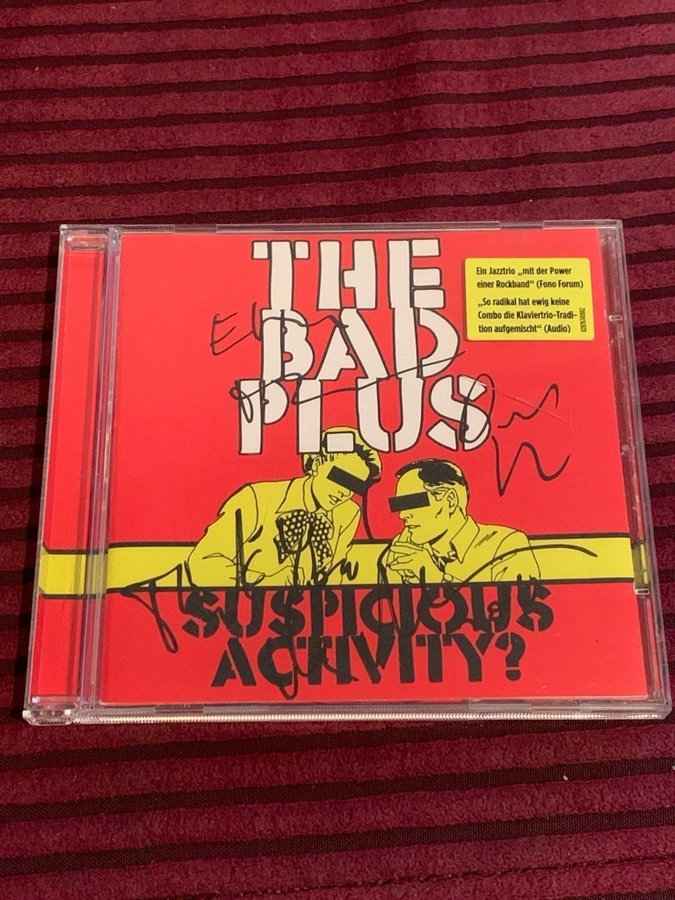 THE
BAD
PLUS
Ein Jazztrio „mit der Power
einer Rockband“ (Fono Forum)
„So radikal hat ewig keine
Combo die Klaviertrio-Tradi-
tion aufgemischt“ (Audio)
SUSPICIOUS
ACTIVITY?